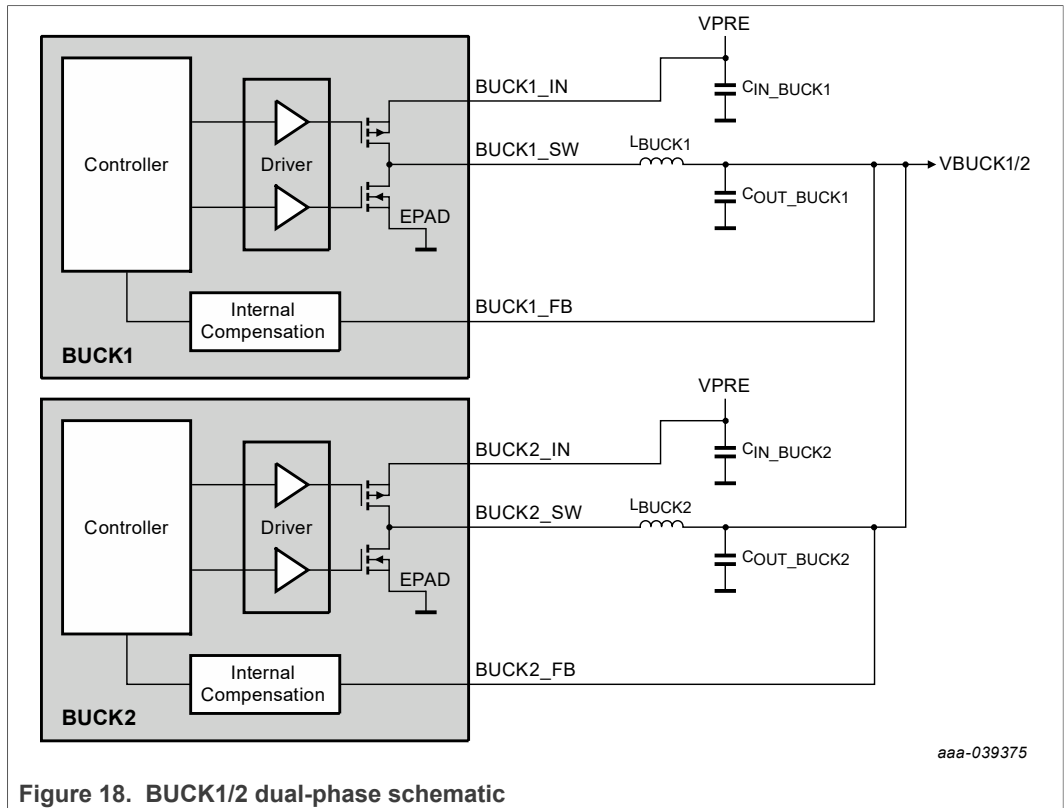 VPRE
BUCK1_IN
CIN_BUCK1
Controller
Driver
BUCK1_SW
LBUCK1
VBUCK1/2
COUT_BUCK1
EPAD
Internal
Compensation
BUCK1_FB
BUCK1
VPRE
BUCK2_IN
CIN_BUCK2
Controller
Driver
BUCK2_SW
LBUCK2
COUT_BUCK2
EPAD
Internal
Compensation
BUCK2_FB
BUCK2
aaa-039375
Figure 18. BUCK1/2 dual-phase schematic